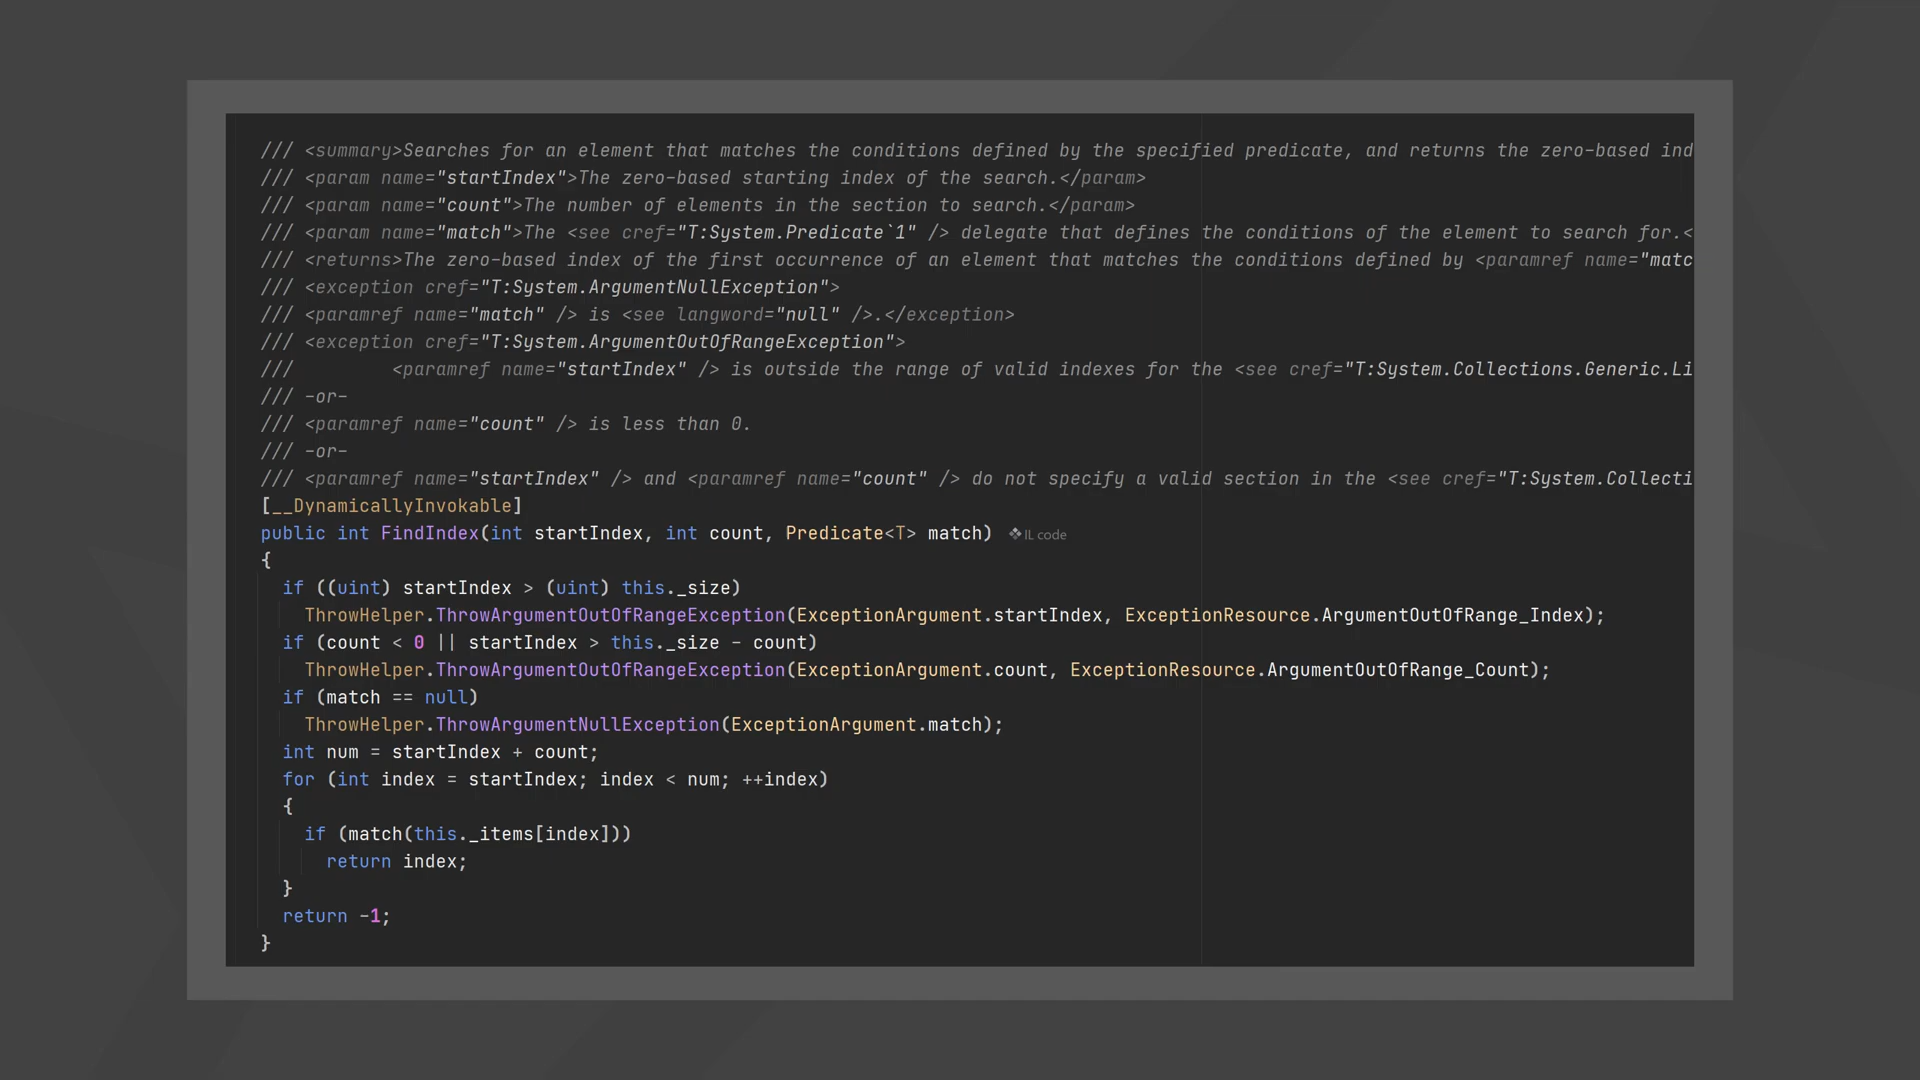 /// <summary>Searches for an element that matches the conditions defined by the specified predicate, and returns the zero-based ind
/// <param name="startIndex">The zero-based starting index of the search.</param>
/// <param name="count">The number of elements in the section to search.</param>
/// <param name="match">The <see cref="T:System.Predicate`1" /> delegate that defines the conditions of the element to search for.<
/// <returns>The zero-based index of the first occurrence of an element that matches the conditions defined by <paramref name="matc
/// <exception cref="T:System.ArgumentNullException">
/// <paramref name="match" /> is <see langword="null" />.</exception>
/// <exception cref="T:System.ArgumentOutOfRangeException">
///         <paramref name="startIndex" /> is outside the range of valid indexes for the <see cref="T:System.Collections.Generic.Li
/// -or-
/// <paramref name="count" /> is less than 0.
/// -or-
/// <paramref name="startIndex" /> and <paramref name="count" /> do not specify a valid section in the <see cref="T:System.Collecti
[__DynamicallyInvokable]
public int FindIndex(int startIndex, int count, Predicate<T> match) IL code
{
  if ((uint) startIndex > (uint) this._size)
    ThrowHelper.ThrowArgumentOutOfRangeException(ExceptionArgument.startIndex, ExceptionResource.ArgumentOutOfRange_Index);
  if (count < 0 || startIndex > this._size - count)
    ThrowHelper.ThrowArgumentOutOfRangeException(ExceptionArgument.count, ExceptionResource.ArgumentOutOfRange_Count);
  if (match == null)
    ThrowHelper.ThrowArgumentNullException(ExceptionArgument.match);
  int num = startIndex + count;
  for (int index = startIndex; index < num; ++index)
  {
    if (match(this._items[index]))
      return index;
  }
  return -1;
}